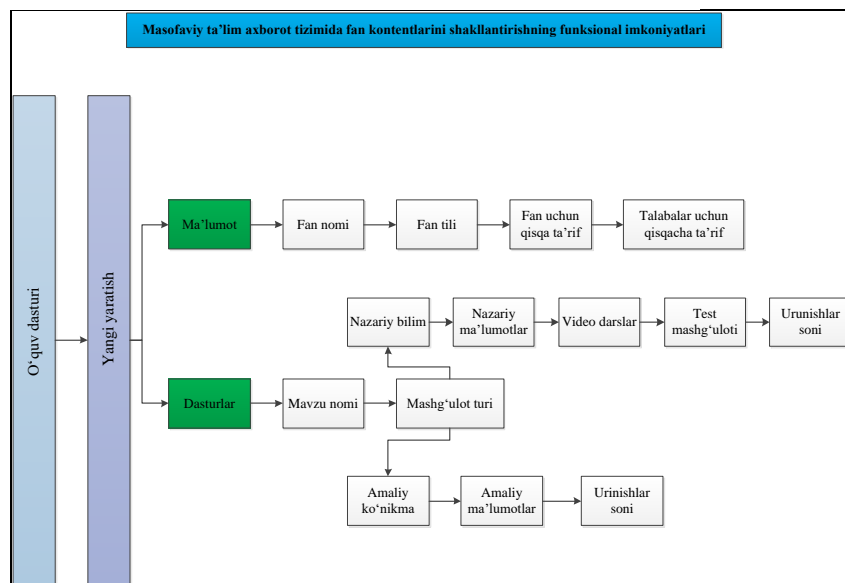 Masofaviy ta’lim axborot tizimida fan kontentlarini shakllantirishning funksional imkoniyatlari
O‘quv dasturi
Yangi yaratish
Ma’lumot
Fan nomi
Fan tili
Fan uchun
qisqa ta’rif
Talabalar uchun
qisqacha ta’rif
Nazariy bilim
Nazariy
ma’lumotlar
Video darslar
Test
mashg‘uloti
Urunishlar
soni
Dasturlar
Mavzu nomi
Mashg‘ulot turi
Amaliy
ko‘nikma
Amaliy
ma’lumotlar
Urinishlar
soni